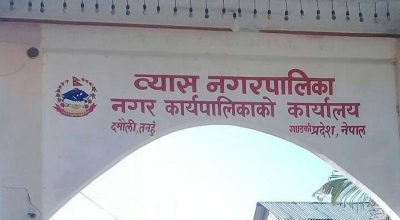 व्यास नगरपालिका
नगर कार्यपालिकाको कार्यालय
दमौली, तनहुँ गण्डकी प्रदेश, नेपाल